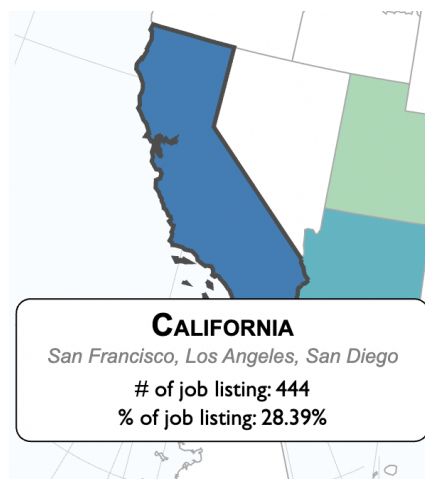 CALIFORNIA
San Francisco, Los Angeles, San Diego
# of job listing: 444
% of job listing: 28.39%